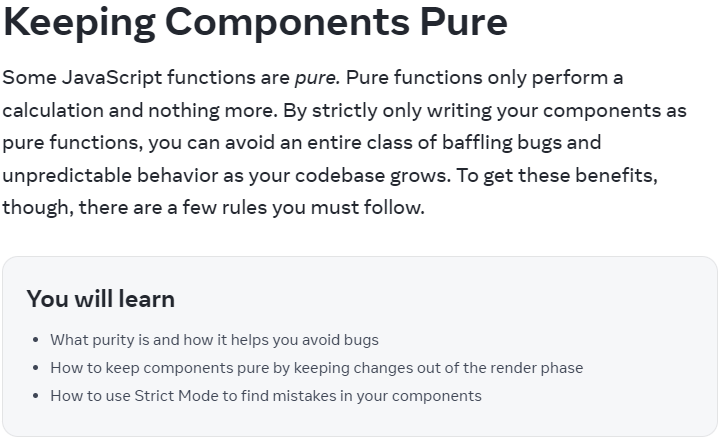 Keeping Components Pure
Some JavaScript functions are pure. Pure functions only perform a
calculation and nothing more. By strictly only writing your components as
pure functions, you can avoid an entire class of baffling bugs and
unpredictable behavior as your codebase grows. To get these benefits,
though, there are a few rules you must follow.
You will learn
• What purity is and how it helps you avoid bugs
• How to keep components pure by keeping changes out of the render phase
• How to use Strict Mode to find mistakes in your components